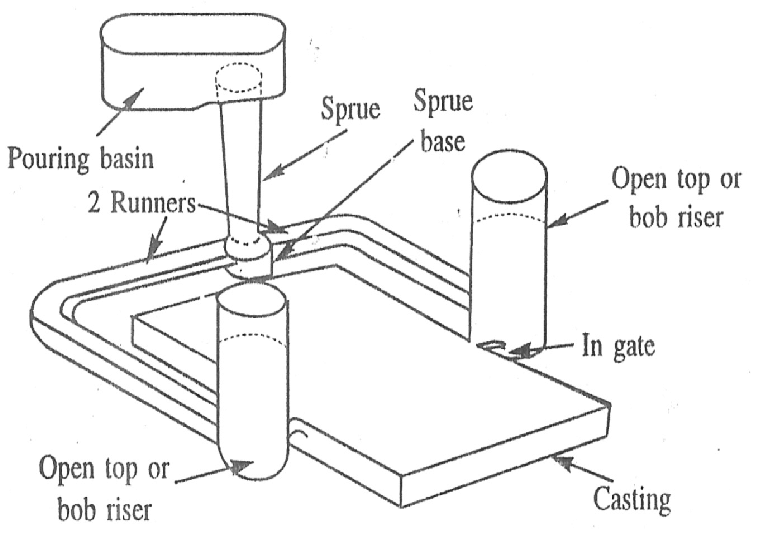 Sprue
Sprue
base
Pouring basin
2 Runners
Open top or
bob riser
In gate
Open top or
bob riser
Casting